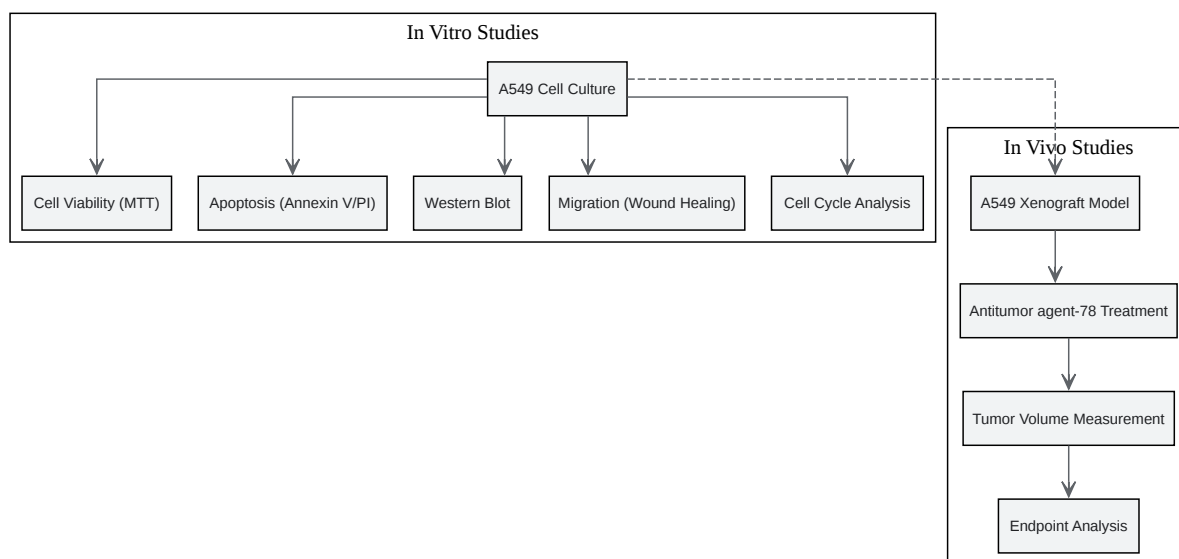 In Vitro Studies
A549 Cell Culture
Cell Viability (MTT)
Apoptosis (Annexin V/PI)
Western Blot
Migration (Wound Healing)
Cell Cycle Analysis
In Vivo Studies
A549 Xenograft Model
Antitumor agent-78 Treatment
Tumor Volume Measurement
Endpoint Analysis